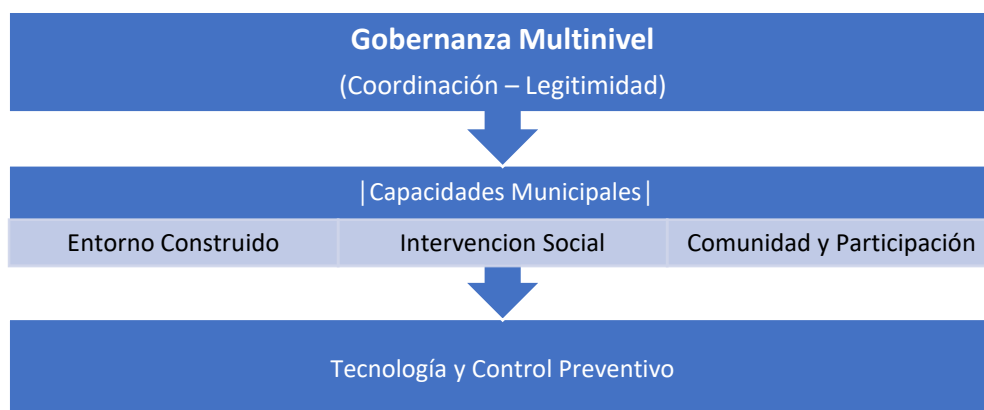 Gobernanza Multinivel
(Coordinación – Legitimidad)
|Capacidades Municipales|
Entorno Construido
Intervencion Social
Comunidad y Participación
Tecnología y Control Preventivo